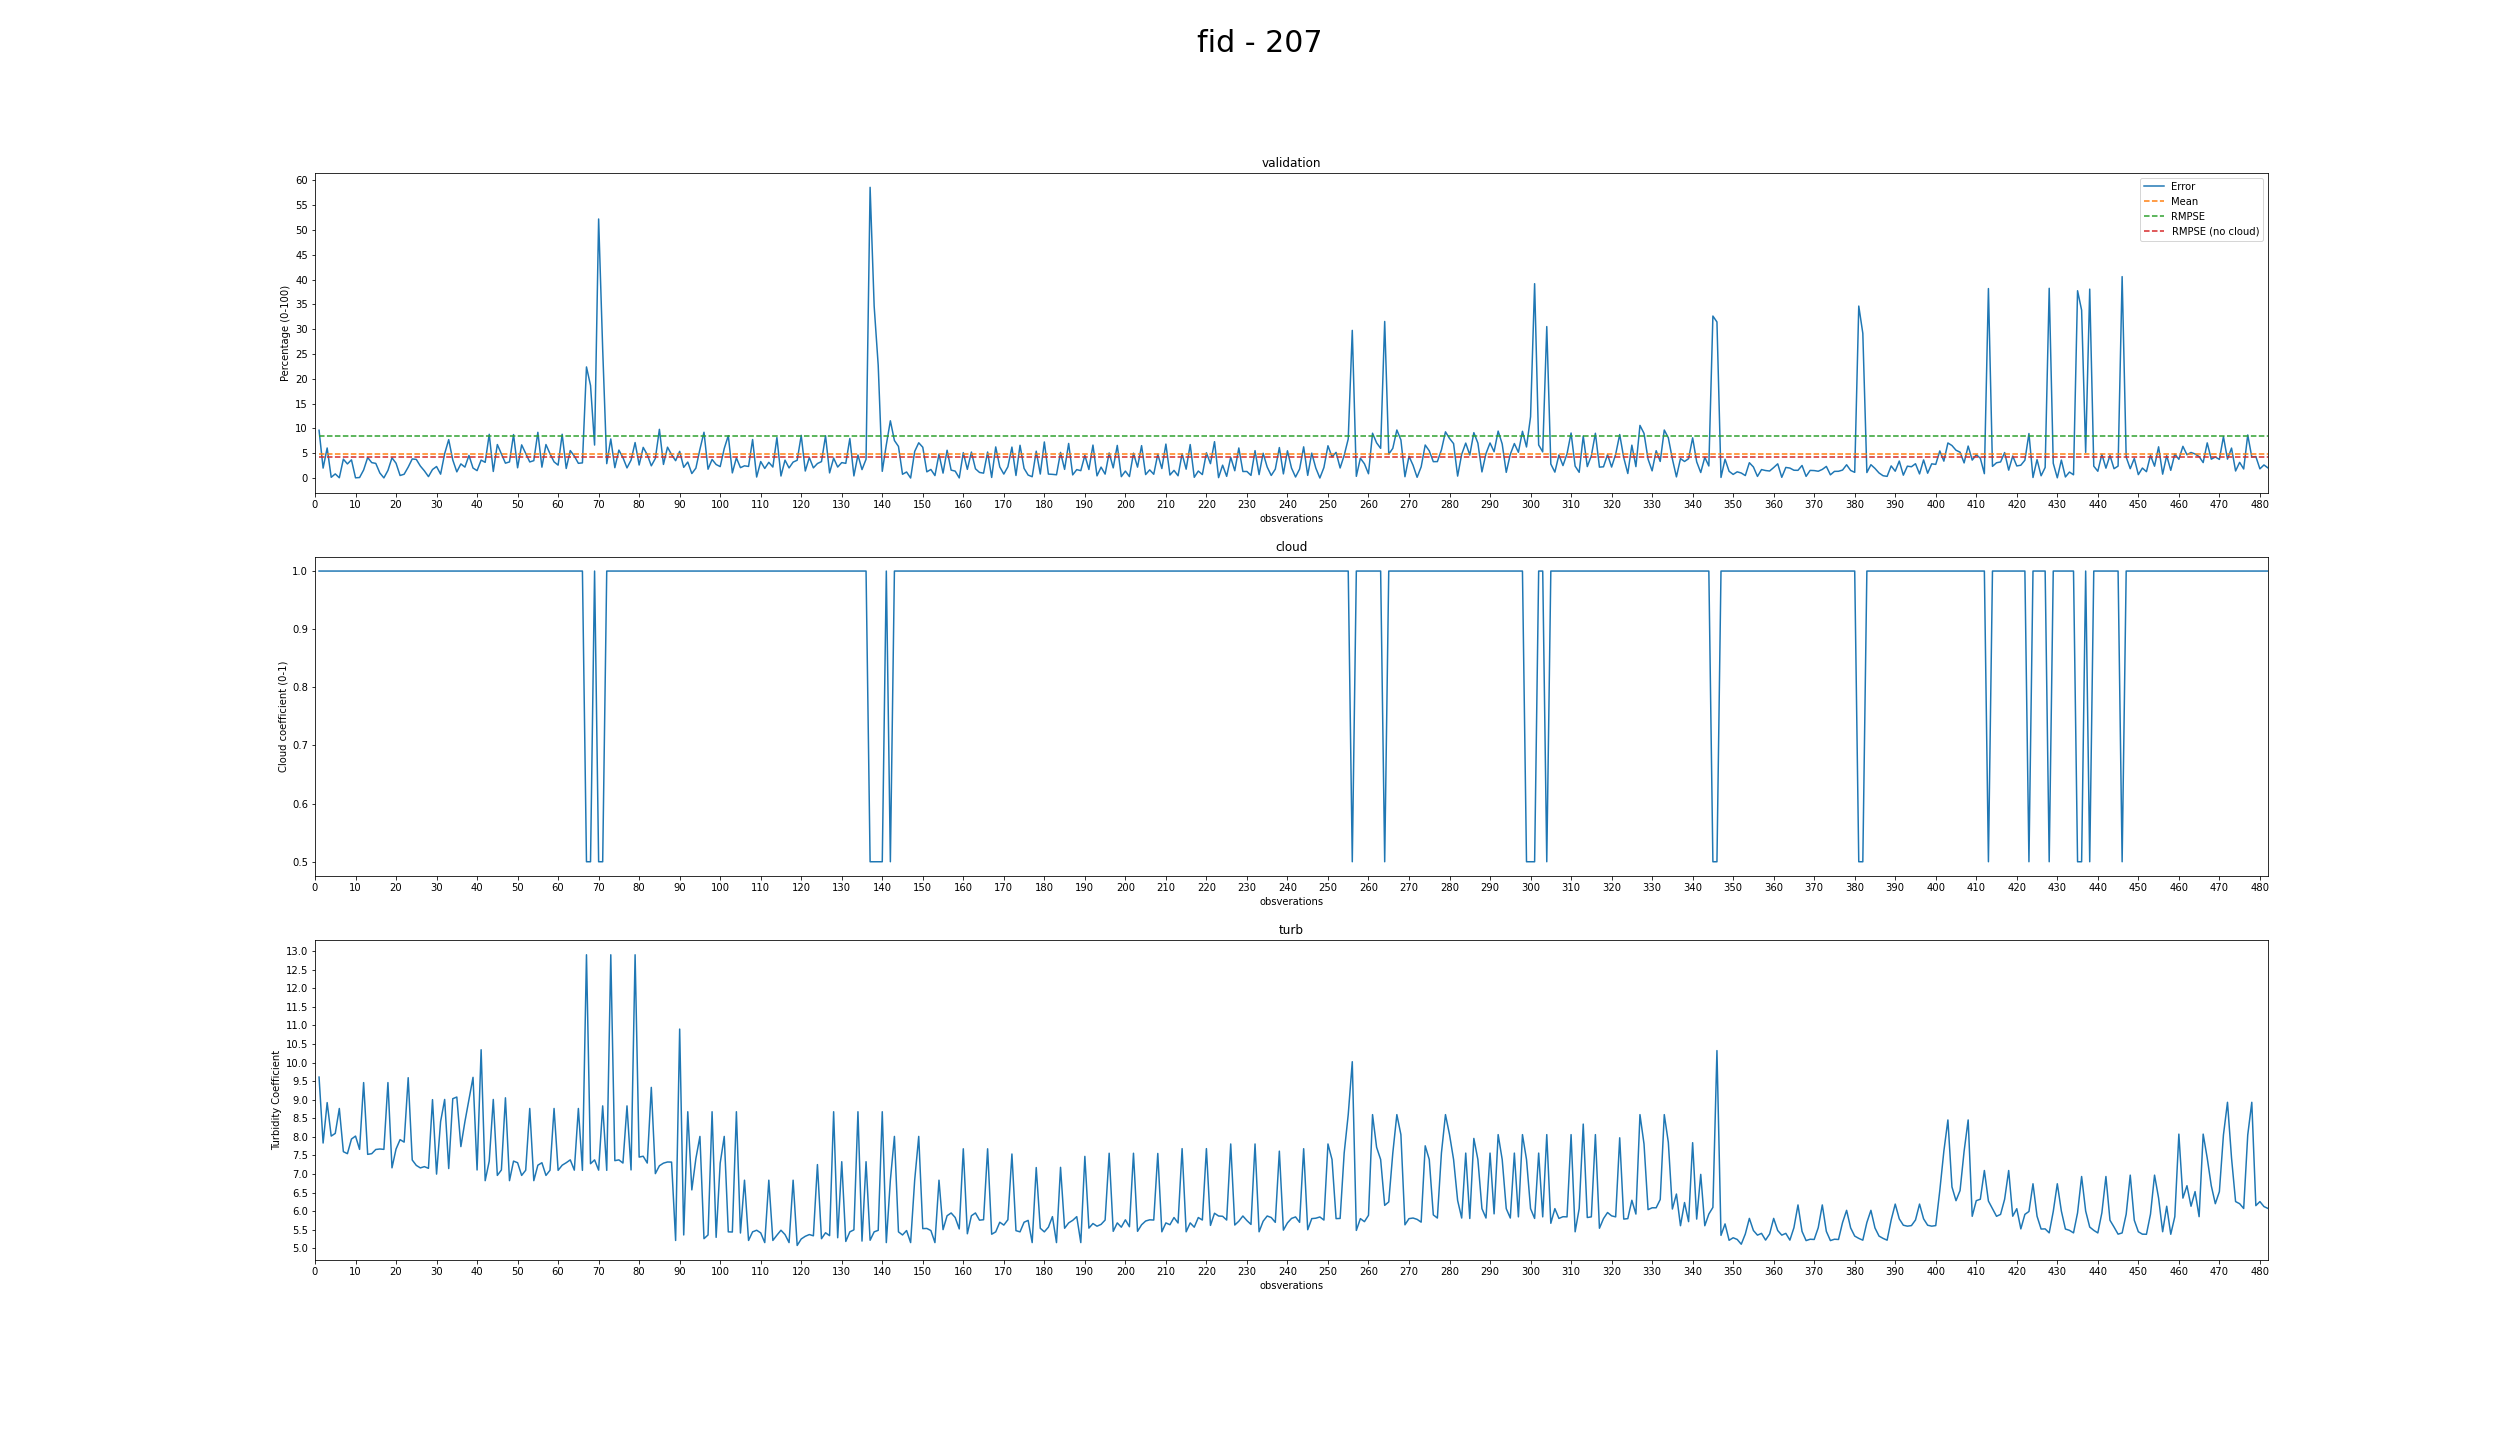 fid - 207
validation
Percentage (0-100)
60
55
50
45
40
35
30
25
20
15
10
5
0
Error
Mean
RMPSE
RMPSE (no cloud)
0 10 20 30 40 50 60 70 80 90 100 110 120 130 140 150 160 170 180 190 200 210 220 230 240 250 260 270 280 290 300 310 320 330 340 350 360 370 380 390 400 410 420 430 440 450 460 470 480
obsverations
cloud
Cloud coefficient (0-1)
1.0
0.9
0.8
0.7
0.6
0.5
0 10 20 30 40 50 60 70 80 90 100 110 120 130 140 150 160 170 180 190 200 210 220 230 240 250 260 270 280 290 300 310 320 330 340 350 360 370 380 390 400 410 420 430 440 450 460 470 480
obsverations
turb
Turbidity Coefficient
13.0
12.5
12.0
11.5
11.0
10.5
10.0
9.5
9.0
8.5
8.0
7.5
7.0
6.5
6.0
5.5
5.0
0 10 20 30 40 50 60 70 80 90 100 110 120 130 140 150 160 170 180 190 200 210 220 230 240 250 260 270 280 290 300 310 320 330 340 350 360 370 380 390 400 410 420 430 440 450 460 470 480
obsverations